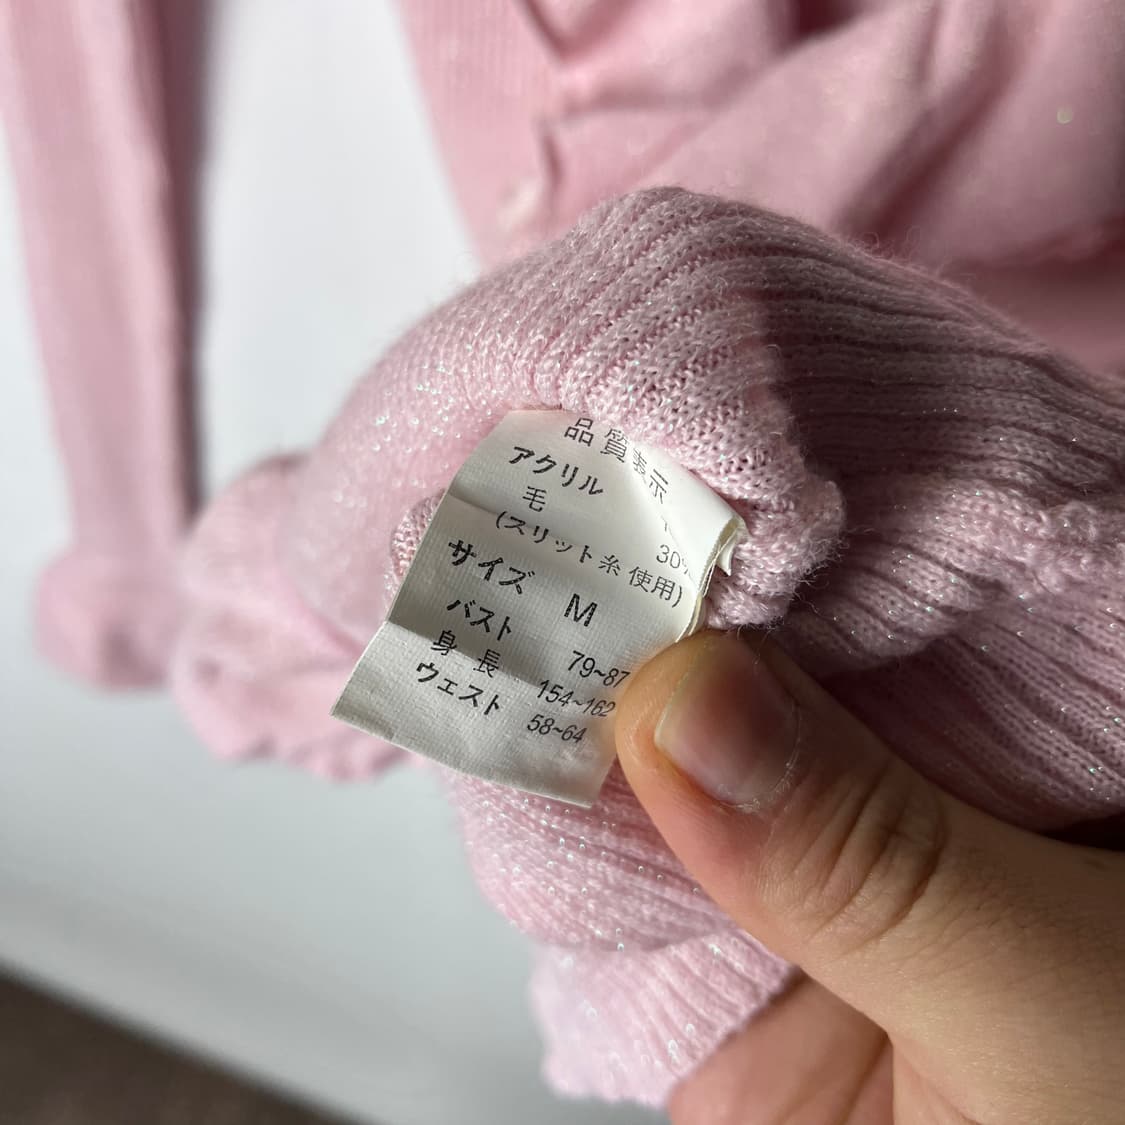 品質表示
アクリル
毛 30%
(スリット糸使用)
サイズ M
バスト 79~87
身長 154~162
ウェスト 58~64